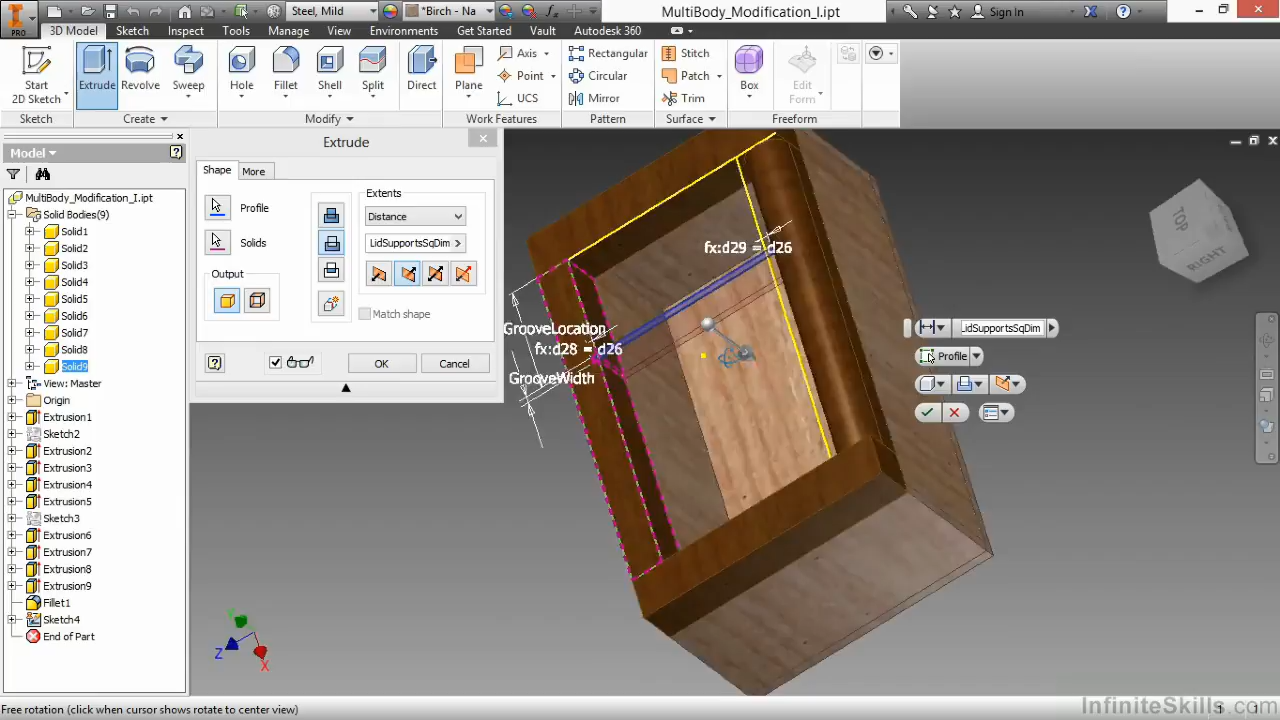 Steel, Mild
*Birch - Na
MultiBody_Modification_I.ipt
Sign In
PRO
3D Model
Sketch
Inspect
Tools
Manage
View
Environments
Get Started
Vault
Autodesk 360
Start
2D Sketch
Extrude
Revolve
Sweep
Hole
Fillet
Shell
Split
Direct
Plane
Axis
Point
UCS
Rectangular
Circular
Mirror
Stitch
Patch
Trim
Box
Edit
Form
Sketch
Create
Modify
Work Features
Pattern
Surface
Freeform
Model
MultiBody_Modification_I.ipt
Solid Bodies(9)
Solid1
Solid2
Solid3
Solid4
Solid5
Solid6
Solid7
Solid8
Solid9
View: Master
Origin
Extrusion1
Sketch2
Extrusion2
Extrusion3
Extrusion4
Extrusion5
Sketch3
Extrusion6
Extrusion7
Extrusion8
Extrusion9
Fillet1
Sketch4
End of Part
Extrude
Shape
More
Profile
Solids
Output
Extents
Distance
LidSupportsSqDim
Match shape
OK
Cancel
fx:d29 = d26
GrooveLocation
fx:d28 = d26
GrooveWidth
LidSupportsSqDim
Profile
TOP
RIGHT
Y
Z
X
Free rotation (click when cursor shows rotate to center view)
1
1
InfiniteSkills.com